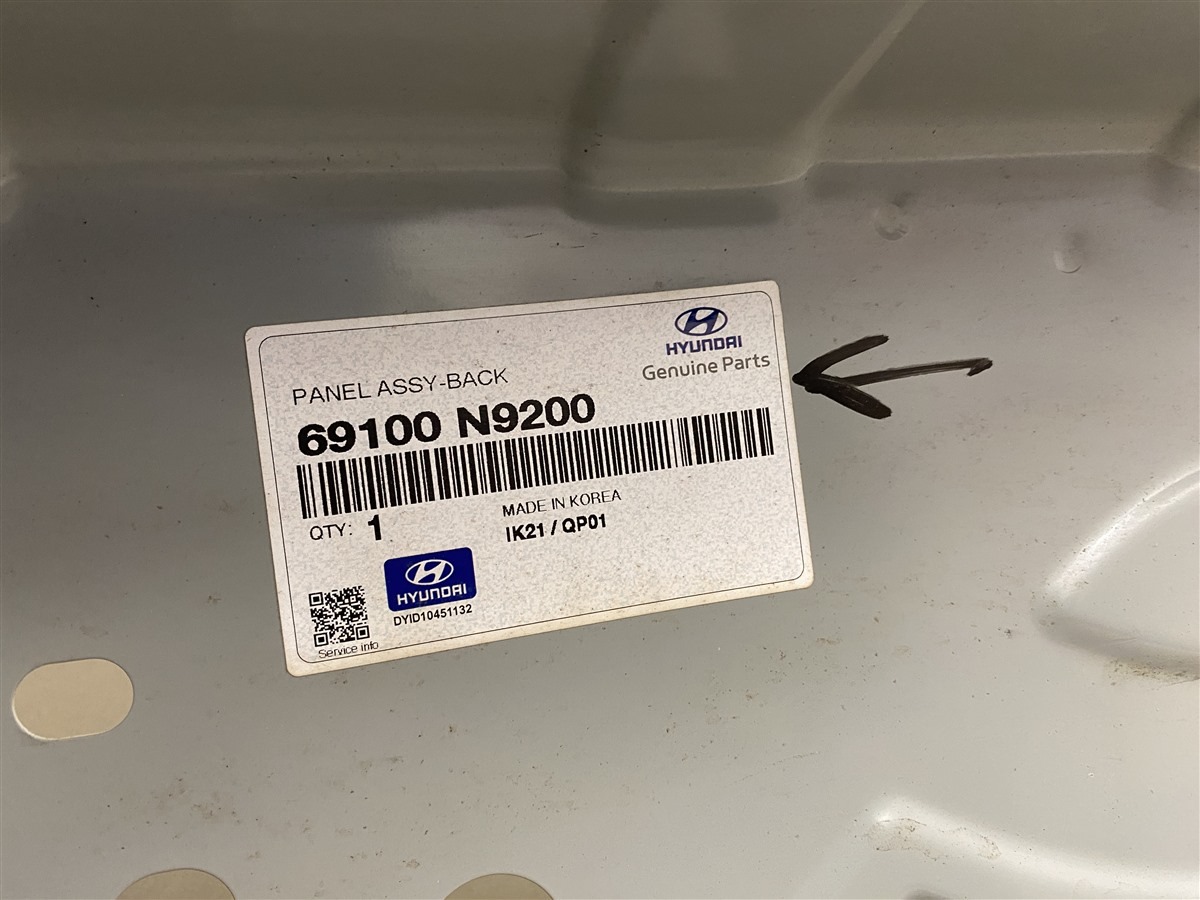 HYUNDAI
Genuine Parts
PANEL ASSY-BACK
69100 N9200
QTY: 1
MADE IN KOREA
IK21 / QP01
HYUNDAI
DYID10451132
Service info